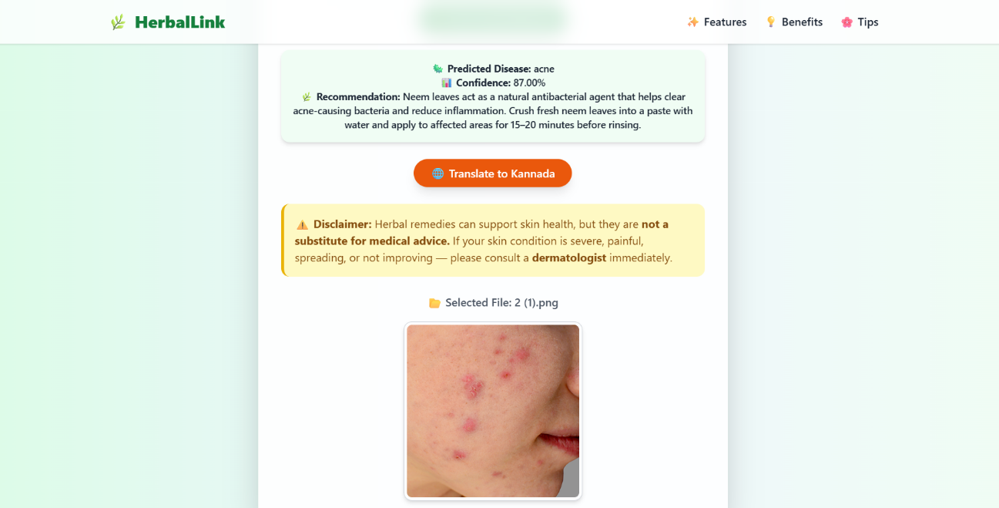 HerbalLink
Features
Benefits
Tips
Predicted Disease: acne
Confidence: 87.00%
Recommendation: Neem leaves act as a natural antibacterial agent that helps clear
acne-causing bacteria and reduce inflammation. Crush fresh neem leaves into a paste with
water and apply to affected areas for 15–20 minutes before rinsing.
Translate to Kannada
Disclaimer: Herbal remedies can support skin health, but they are not a
substitute for medical advice. If your skin condition is severe, painful,
spreading, or not improving — please consult a dermatologist immediately.
Selected File: 2 (1).png